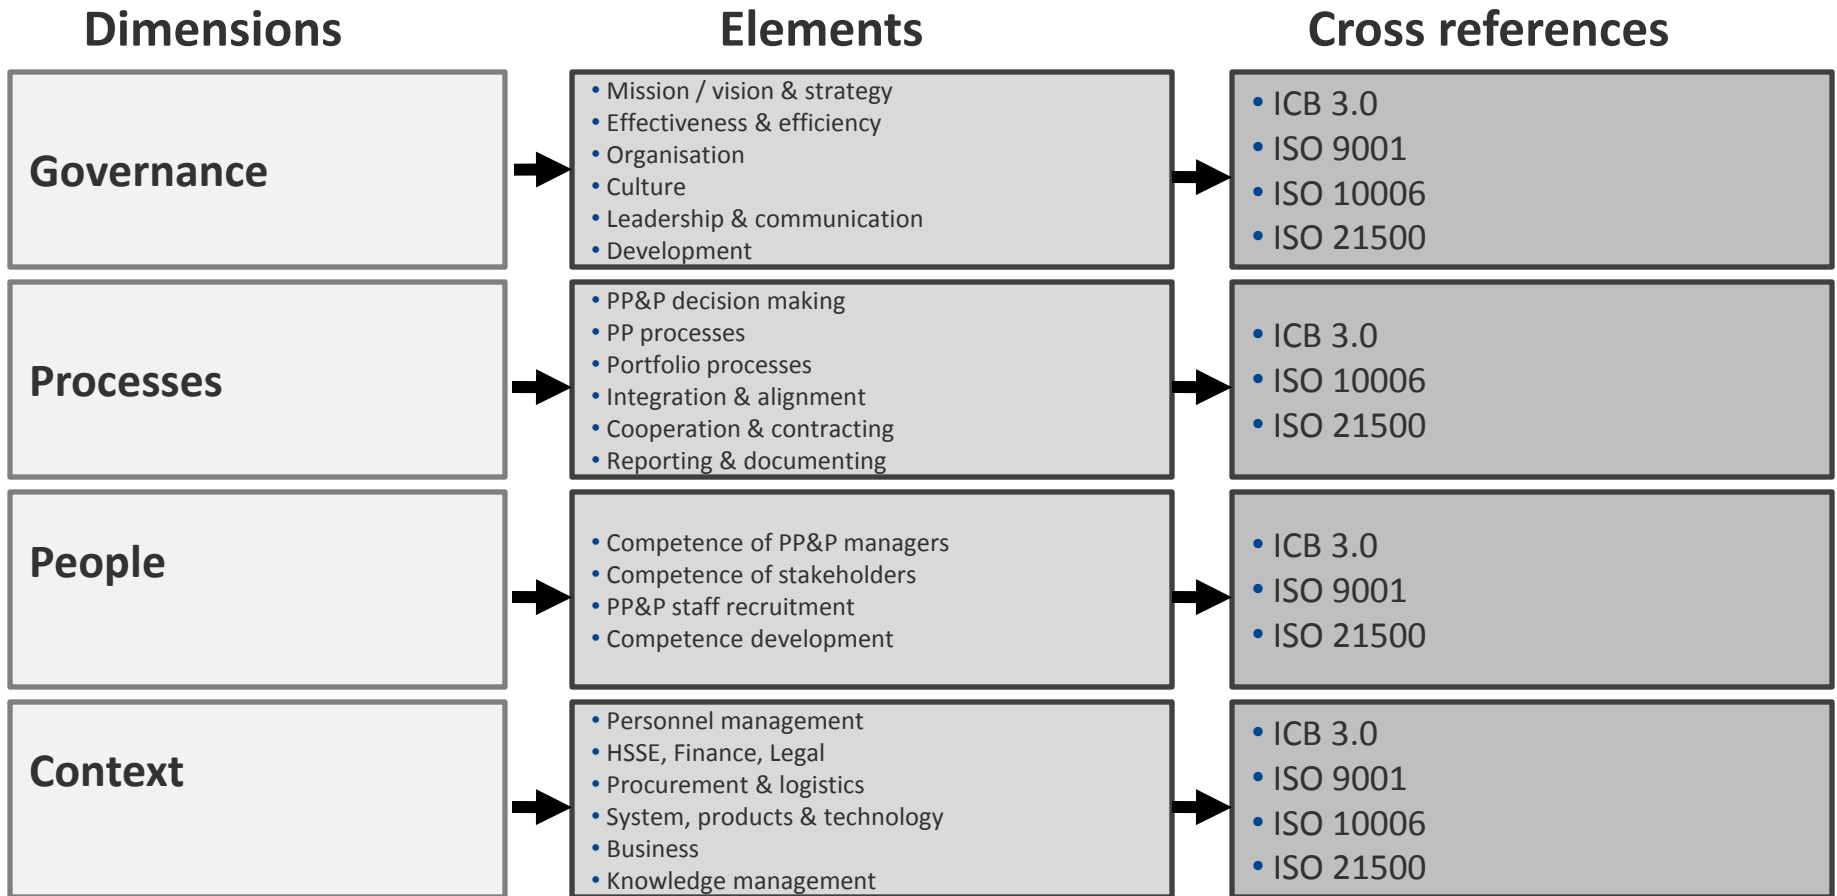 Dimensions
Elements
Cross references
Governance
• Mission / vision & strategy
• Effectiveness & efficiency
• Organisation
• Culture
• Leadership & communication
• Development
• ICB 3.0
• ISO 9001
• ISO 10006
• ISO 21500
Processes
• PP&P decision making
• PP processes
• Portfolio processes
• Integration & alignment
• Cooperation & contracting
• Reporting & documenting
• ICB 3.0
• ISO 10006
• ISO 21500
People
• Competence of PP&P managers
• Competence of stakeholders
• PP&P staff recruitment
• Competence development
• ICB 3.0
• ISO 9001
• ISO 21500
Context
• Personnel management
• HSSE, Finance, Legal
• Procurement & logistics
• System, products & technology
• Business
• Knowledge management
• ICB 3.0
• ISO 9001
• ISO 10006
• ISO 21500